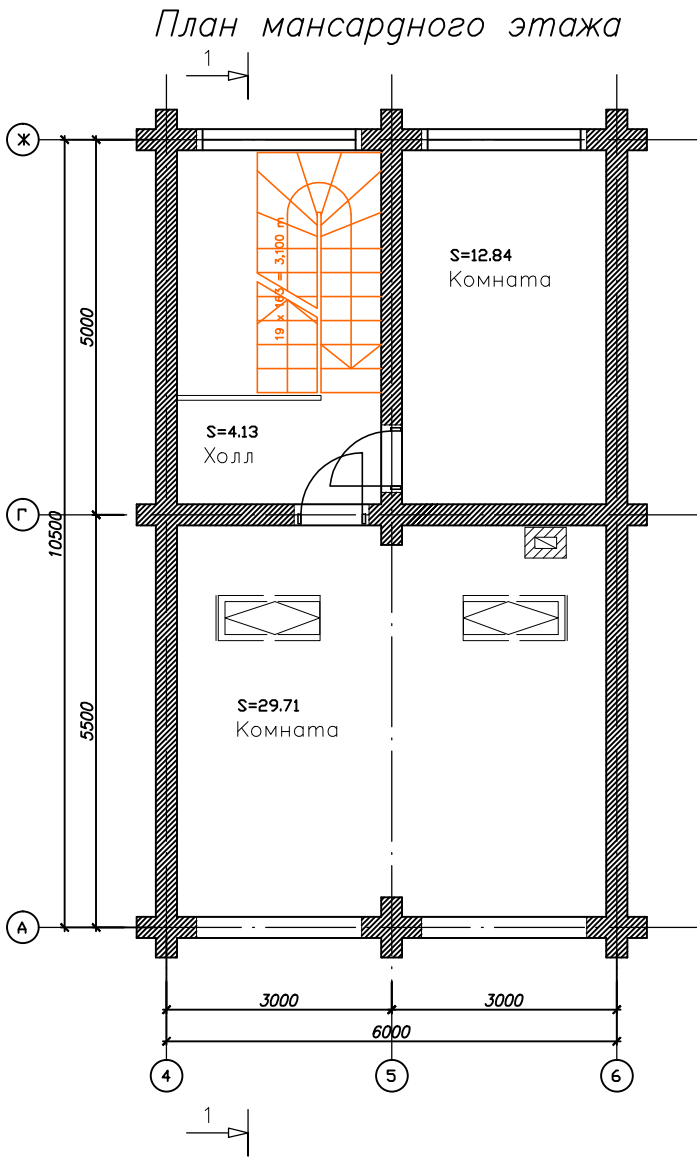 План мансардного этажа
1
Ж
S=12.84
Комната
19 x 163 = 3,100 m
5000
S=4.13
Холл
Г
10500
S=29.71
Комната
5500
А
3000
3000
6000
4
5
6
1